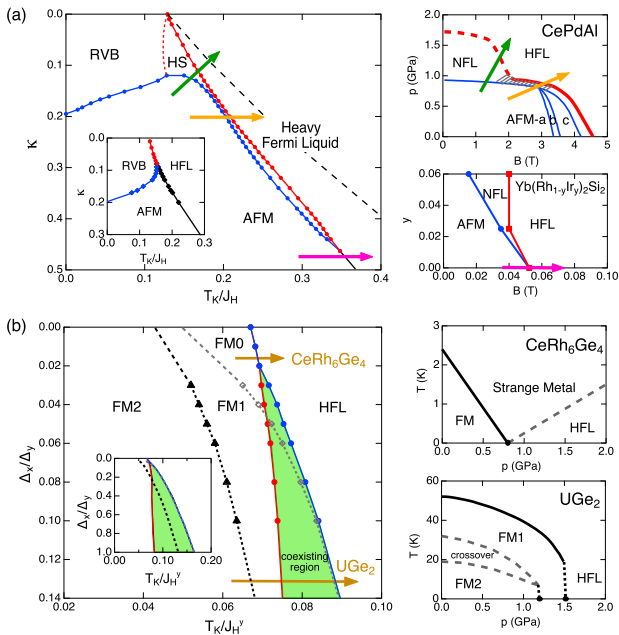 (a)
0.0
0.1
0.2
0.3
0.4
0.5
κ
RVB
HS
Heavy
Fermi Liquid
AFM
0.0
0.1
0.2
0.3
0.4
T_K/J_H
0
0.1
0.2
0.3
0.4
κ
RVB
HFL
AFM
0
0.1
0.2
0.3
T_K/J_H
2.0
1.5
1.0
0.5
0.0
p (GPa)
CePdAl
NFL
HFL
AFM-a
b
c
0
1
2
3
4
5
B (T)
0.06
0.04
0.02
0.00
y
Yb(Rh1-yIry)2Si2
NFL
AFM
HFL
0.00
0.02
0.04
0.06
0.08
0.10
B (T)
(b)
0.00
0.02
0.04
0.06
0.08
0.10
0.12
0.14
Δx/Δy
FM0
CeRh6Ge4
FM2
FM1
HFL
coexisting
region
UGe2
0.04
0.06
0.08
0.10
T_K/J_H^y
0.0
0.2
0.4
0.6
0.8
1.0
Δx/Δy
0.00
0.10
0.20
T_K/J_H^y
3
2
1
0
T (K)
CeRh6Ge4
Strange Metal
FM
HFL
0.0
0.5
1.0
1.5
2.0
p (GPa)
60
40
20
0
T (K)
UGe2
FM1
crossover
FM2
HFL
0.0
0.5
1.0
1.5
2.0
p (GPa)